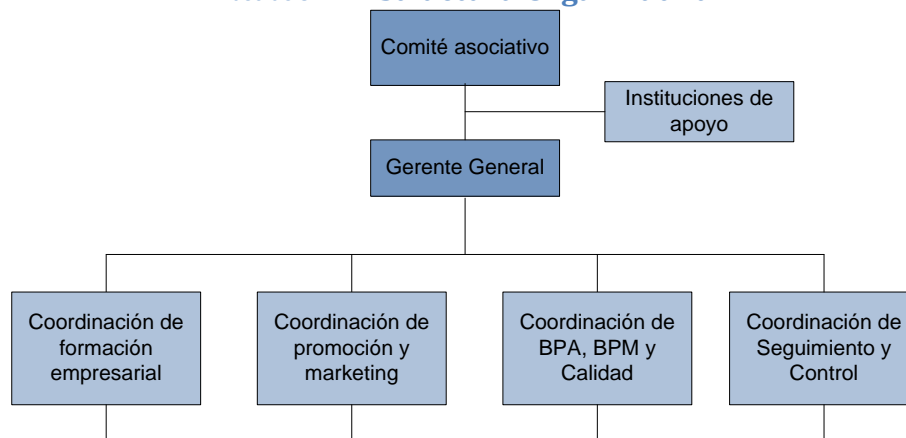 Comité asociativo
Instituciones de
apoyo
Gerente General
Coordinación de
formación
empresarial
Coordinación de
promoción y
marketing
Coordinación de
BPA, BPM y
Calidad
Coordinación de
Seguimiento y
Control